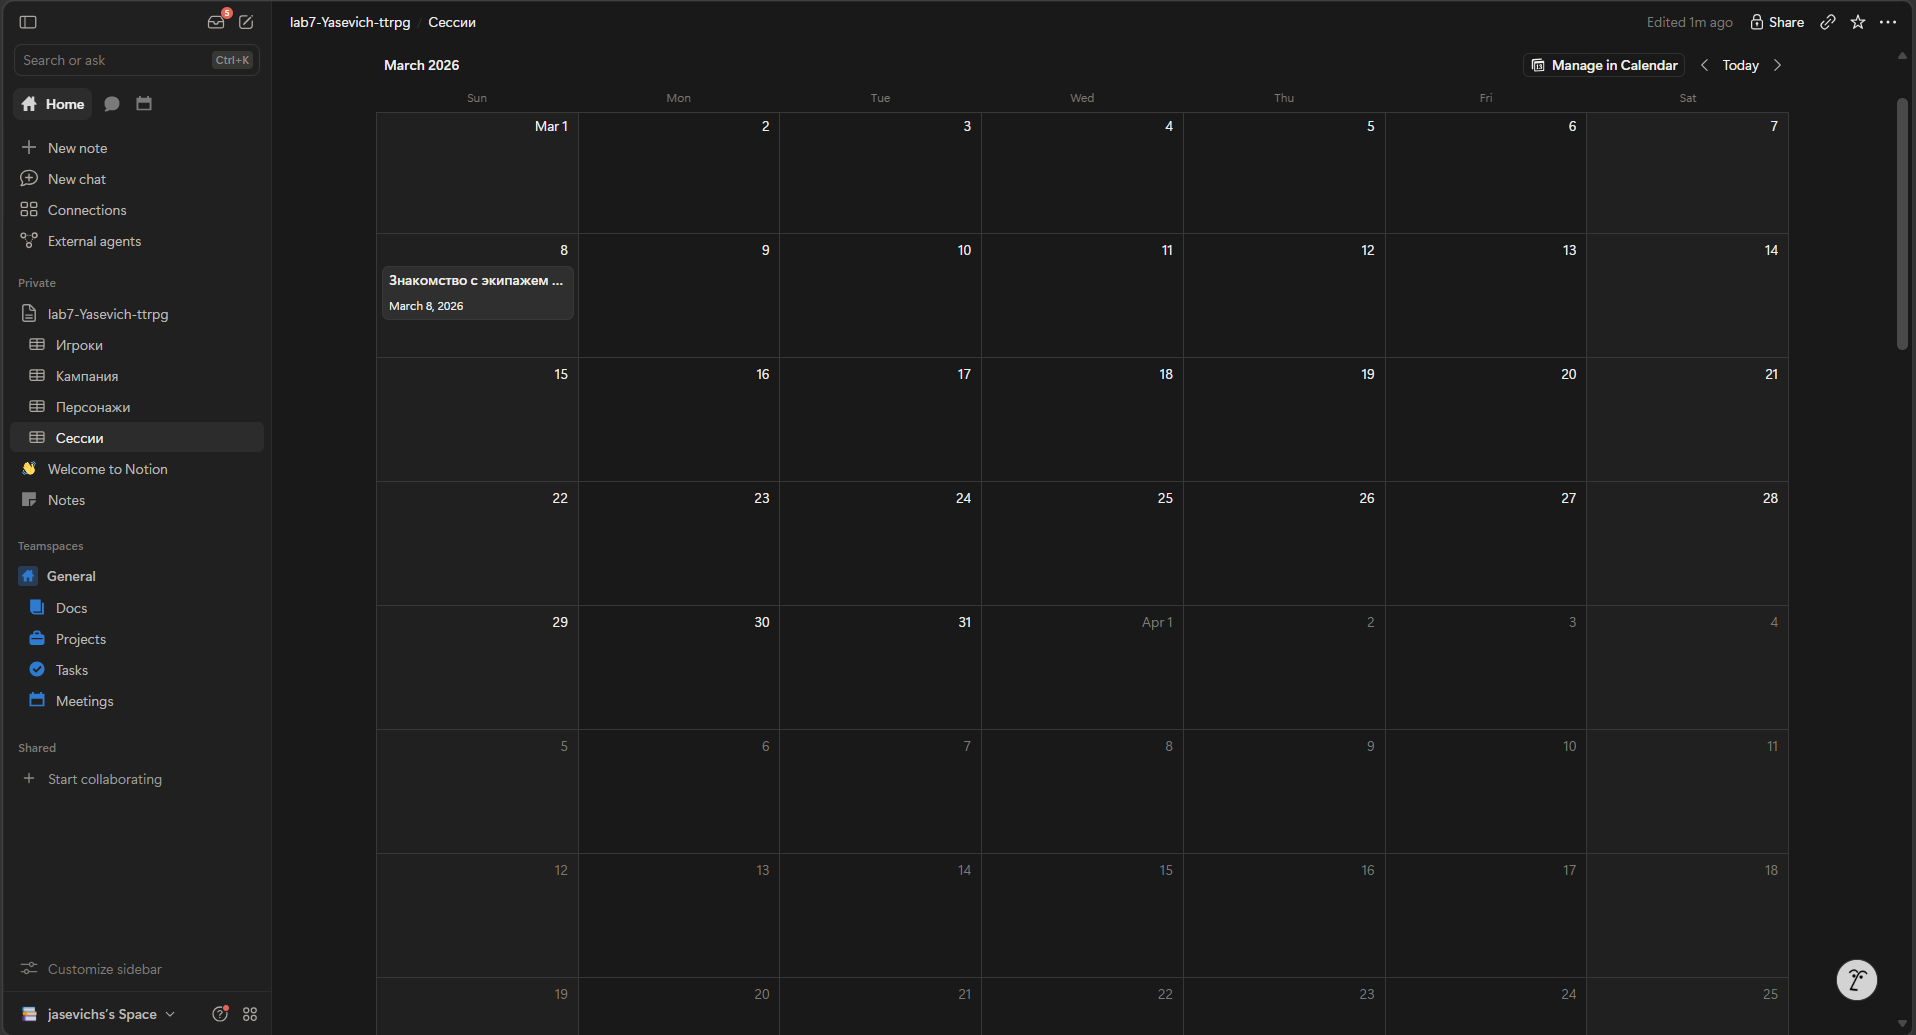 5
Search or ask
Ctrl+K
Home
New note
New chat
Connections
External agents
Private
lab7-Yasevich-ttrpg
Игроки
Кампания
Персонажи
Сессии
Welcome to Notion
Notes
Teamspaces
General
Docs
Projects
Tasks
Meetings
Shared
Start collaborating
Customize sidebar
jasevichs's Space
lab7-Yasevich-ttrpg / Сессии
Edited 1m ago
Share
March 2026
Manage in Calendar
Today
Sun Mon Tue Wed Thu Fri Sat
Mar 1 2 3 4 5 6 7
8 9 10 11 12 13 14
Знакомство с экипажем ...
March 8, 2026
15 16 17 18 19 20 21
22 23 24 25 26 27 28
29 30 31 Apr 1 2 3 4
5 6 7 8 9 10 11
12 13 14 15 16 17 18
19 20 21 22 23 24 25